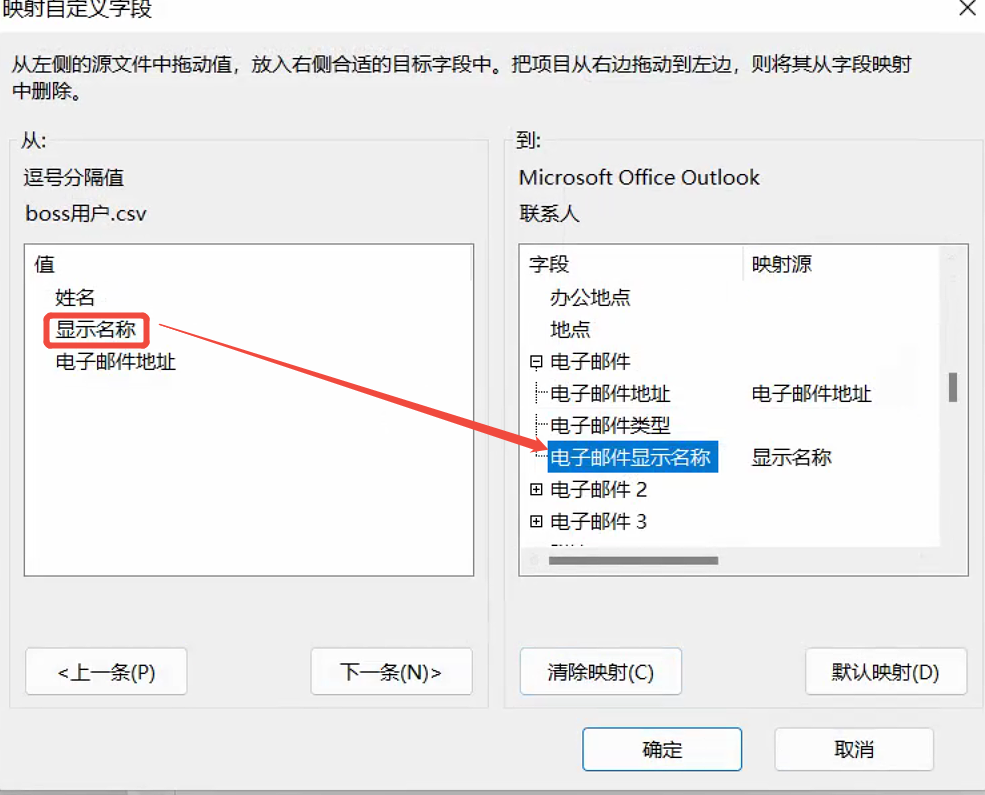 映射自定义字段
从左侧的源文件中拖动值，放入右侧合适的目标字段中。把项目从右边拖动到左边，则将其从字段映射
中删除。
从:
逗号分隔值
boss用户.csv
值
姓名
显示名称
电子邮件地址
<上一条(P)
下一条(N)>
到:
Microsoft Office Outlook
联系人
字段 映射源
办公地点
地点
电子邮件
电子邮件地址 电子邮件地址
电子邮件类型
电子邮件显示名称 显示名称
电子邮件 2
电子邮件 3
清除映射(C)
默认映射(D)
确定
取消